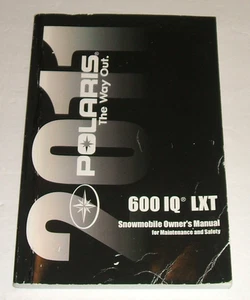 2011
POLARIS®
The Way Out.
600 IQ® LXT
Snowmobile Owner's Manual
for Maintenance and Safety